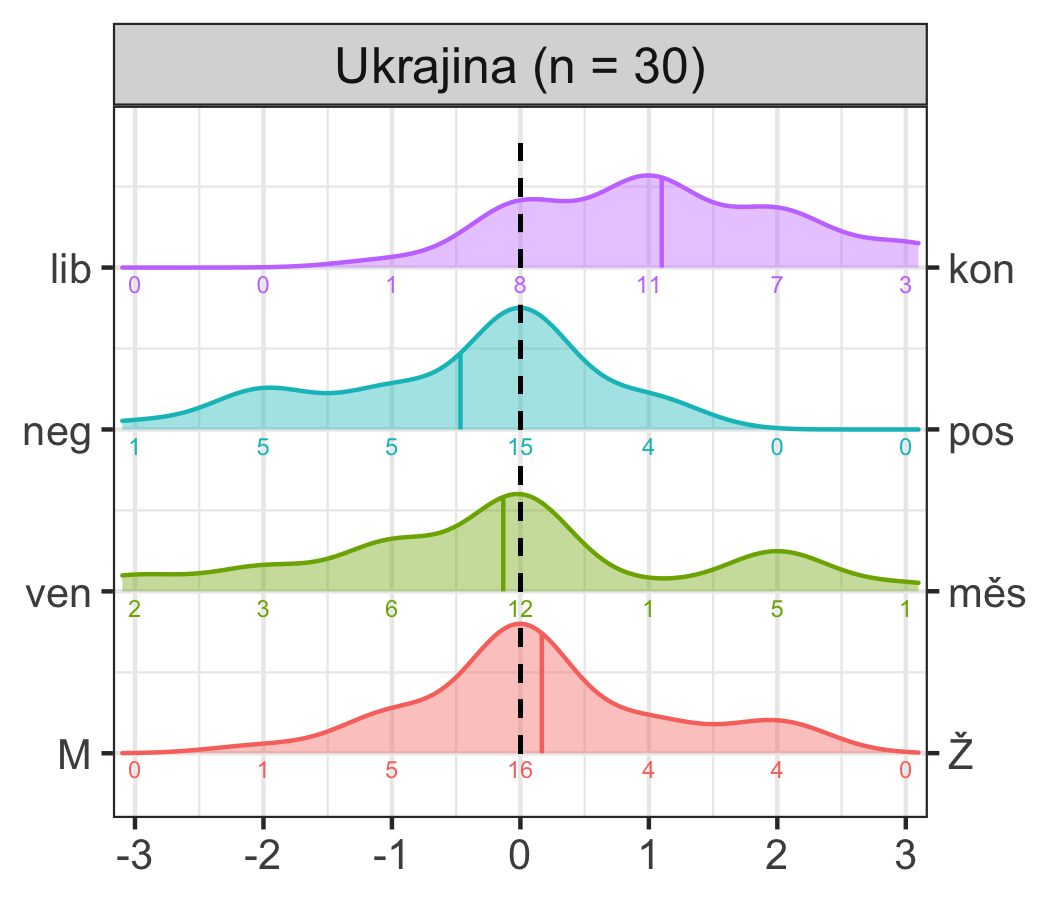 Ukrajina (n = 30)
lib kon
0 0 1 8 11 7 3
neg pos
1 5 5 15 4 0 0
ven měs
2 3 6 12 1 5 1
M Ž
0 1 5 16 4 4 0
-3 -2 -1 0 1 2 3